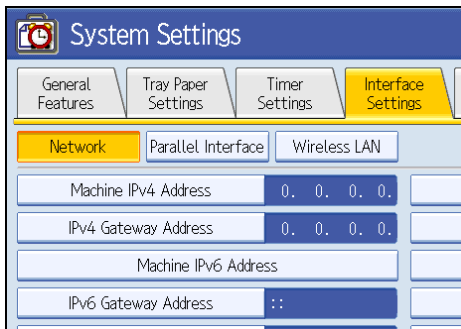 System Settings
General Features
Tray Paper Settings
Timer Settings
Interface Settings
Network
Parallel Interface
Wireless LAN
Machine IPv4 Address
0. 0. 0. 0.
IPv4 Gateway Address
0. 0. 0. 0.
Machine IPv6 Address
IPv6 Gateway Address
::